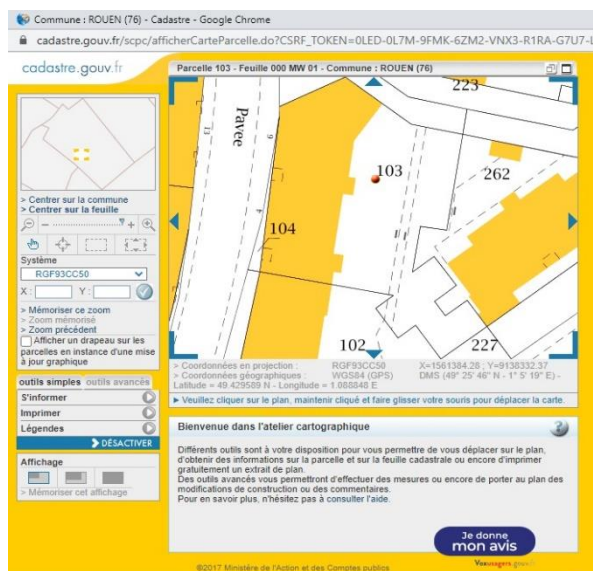 Commune : ROUEN (76) - Cadastre - Google Chrome
cadastre.gouv.fr/scpc/afficherCarteParcelle.do?CSRF_TOKEN=0LED-0L7M-9FMK-6ZM2-VNX3-R1RA-G7U7-
cadastre.gouv.fr
> Centrer sur la commune
> Centrer sur la feuille
Système
RGF93CC50
X : Y :
> Mémoriser ce zoom
> Zoom mémorisé
> Zoom précédent
Afficher un drapeau sur les
parcelles en instance d'une mise
à jour graphique
outils simples outils avancés
S'informer
Imprimer
Légendes
DÉSACTIVER
Affichage
> Mémoriser cet affichage
Parcelle 103 - Feuille 000 MW 01 - Commune : ROUEN (76)
223
Pavee
103
262
104
102
227
> Coordonnées en projection : RGF93CC50 X=1561384.28 ; Y=9138332.37
> Coordonnées géographiques : WGS84 (GPS) DMS (49° 25' 46" N - 1° 5' 19" E) -
Latitude = 49.429589 N - Longitude = 1.088848 E
Veuillez cliquer sur le plan, maintenir cliqué et faire glisser votre souris pour déplacer la carte.
Bienvenue dans l'atelier cartographique
Différents outils sont à votre disposition pour vous permettre de vous déplacer sur le plan,
d'obtenir des informations sur la parcelle et sur la feuille cadastrale ou encore d'imprimer
gratuitement un extrait de plan.
Des outils avancés vous permettront d'effectuer des mesures ou encore de porter au plan des
modifications de construction ou des commentaires.
Pour en savoir plus, n'hésitez pas à consulter l'aide.
Je donne
mon avis
©2017 Ministère de l'Action et des Comptes publics